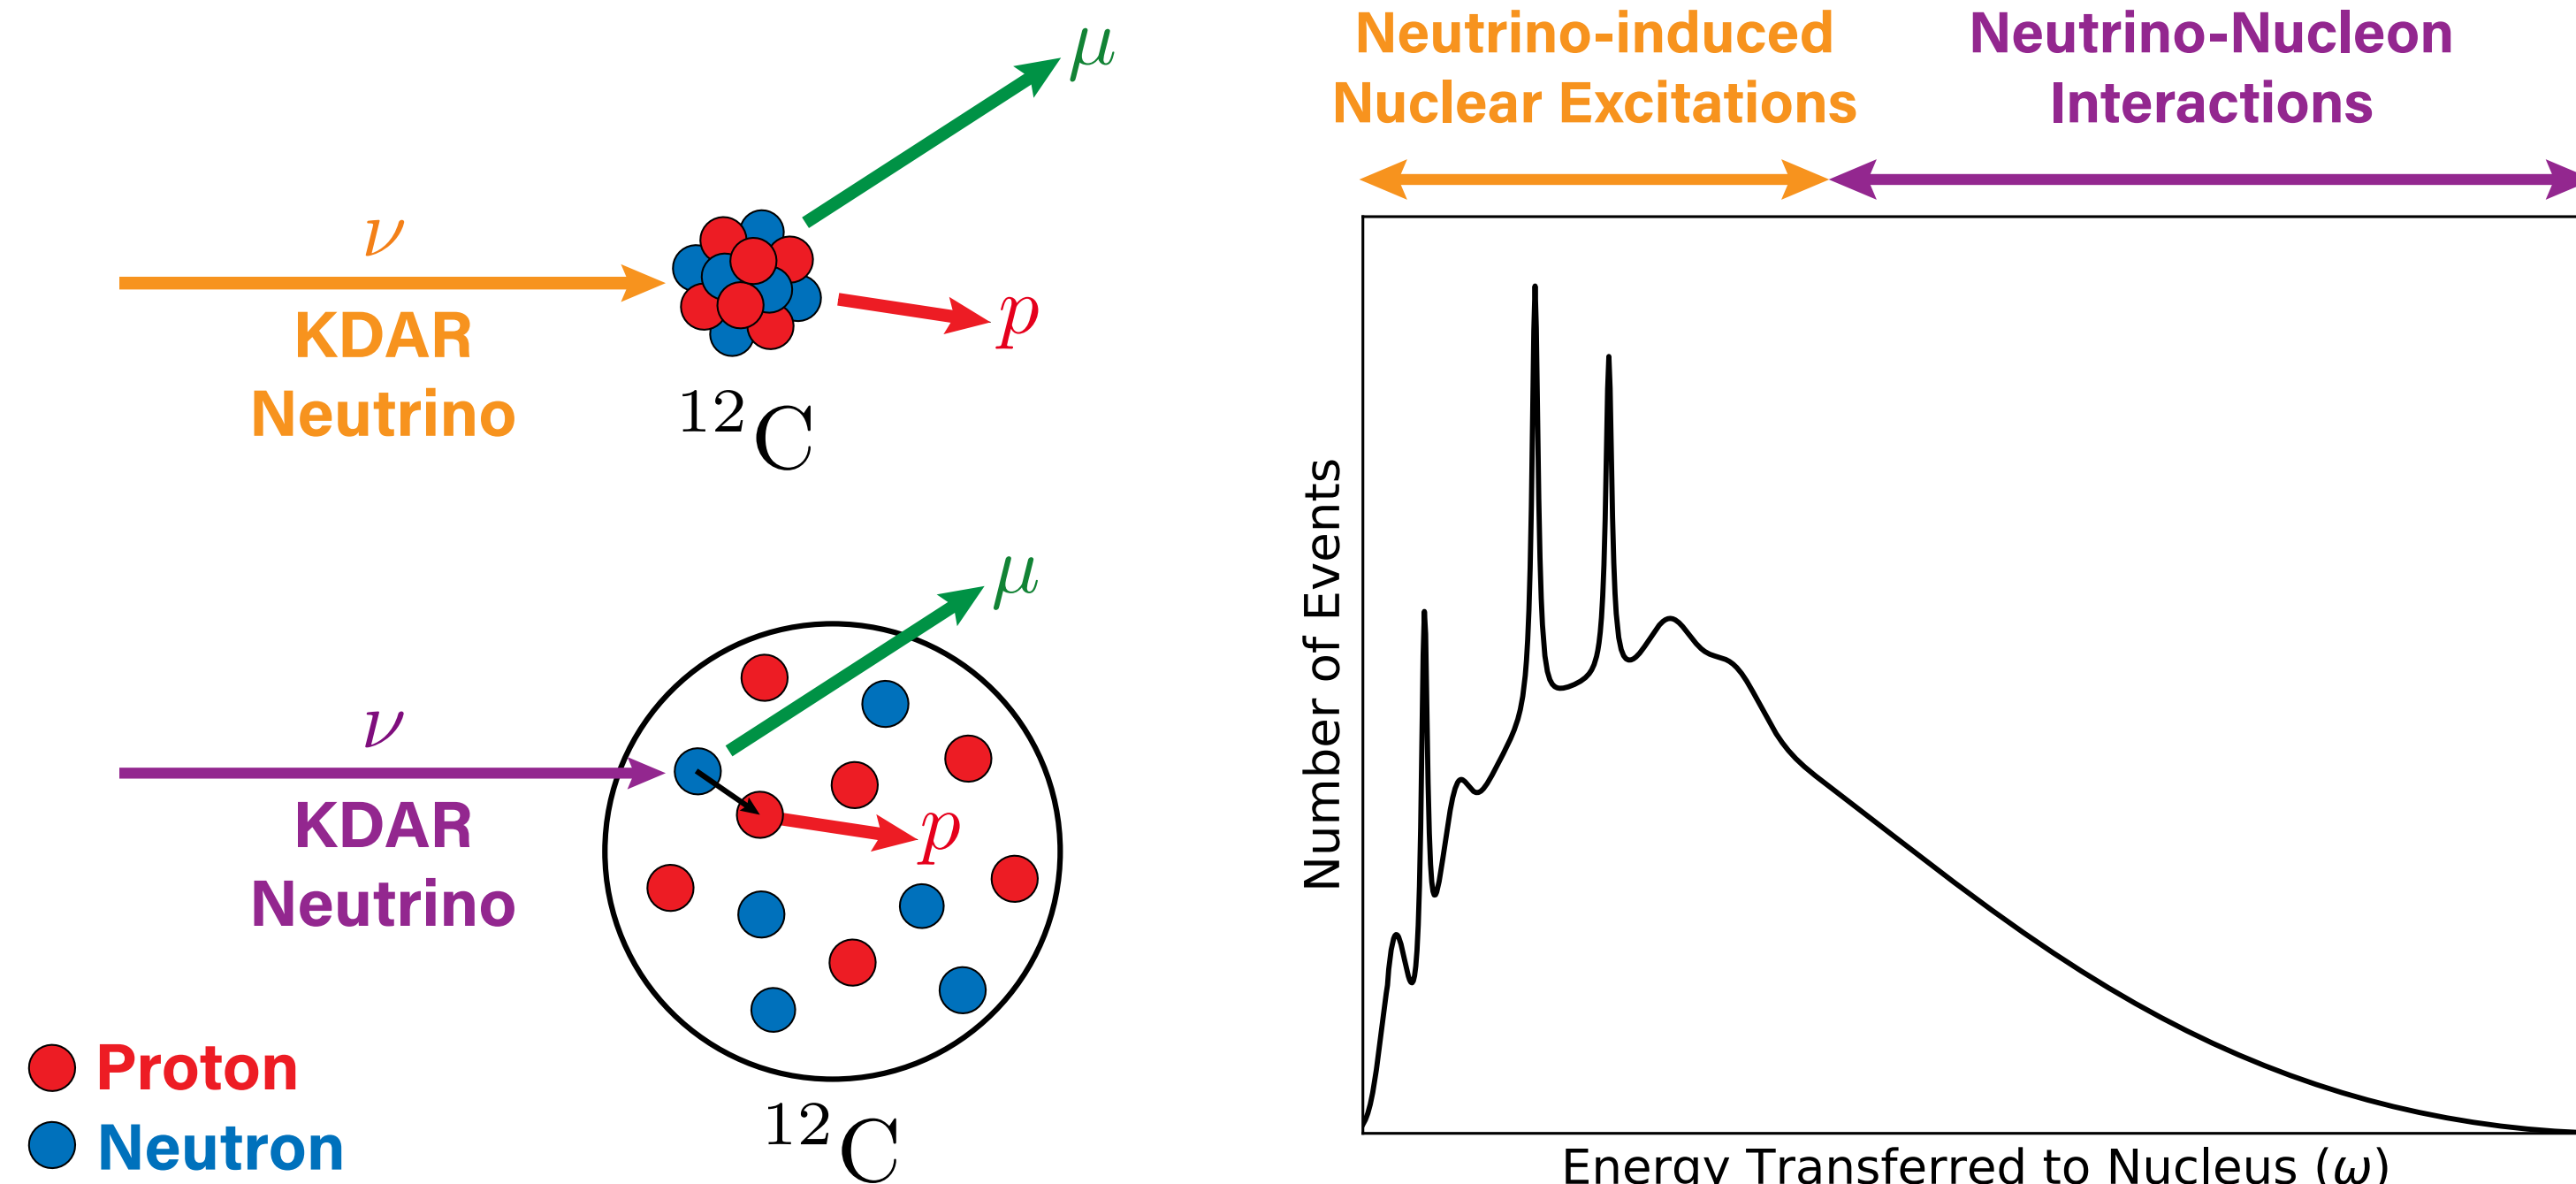 ν
KDAR
Neutrino
μ
p
¹²C
ν
KDAR
Neutrino
μ
p
¹²C
Proton
Neutron
Neutrino-induced
Nuclear Excitations
Neutrino-Nucleon
Interactions
Number of Events
Energy Transferred to Nucleus (ω)